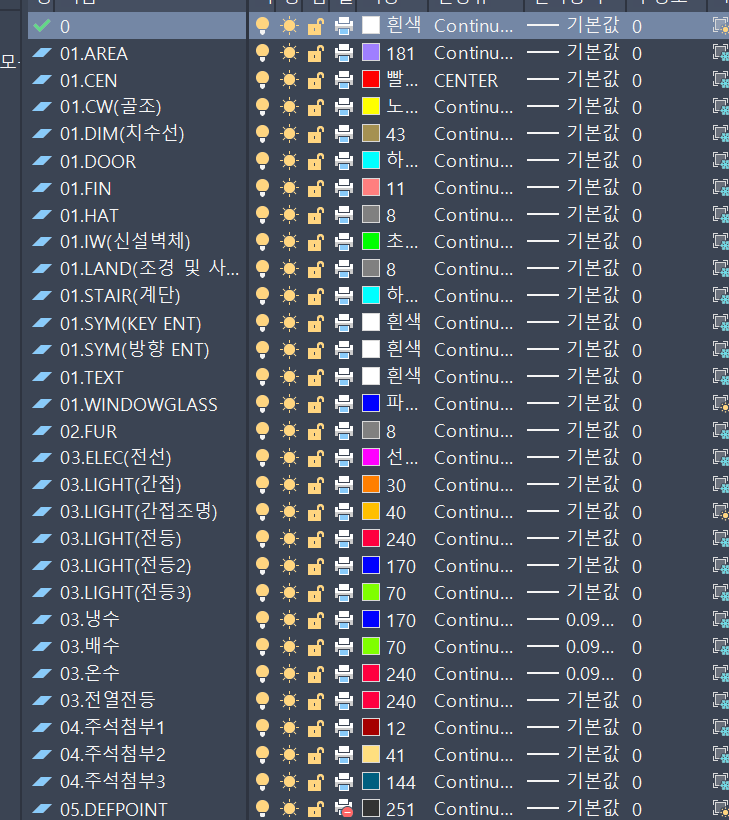 0 흰색 Continu... 기본값 0
모
01.AREA 181 Continu... 기본값 0
01.CEN 빨... CENTER 기본값 0
01.CW(골조) 노... Continu... 기본값 0
01.DIM(치수선) 43 Continu... 기본값 0
01.DOOR 하... Continu... 기본값 0
01.FIN 11 Continu... 기본값 0
01.HAT 8 Continu... 기본값 0
01.IW(신설벽체) 초... Continu... 기본값 0
01.LAND(조경 및 사... 8 Continu... 기본값 0
01.STAIR(계단) 하... Continu... 기본값 0
01.SYM(KEY ENT) 흰색 Continu... 기본값 0
01.SYM(방향 ENT) 흰색 Continu... 기본값 0
01.TEXT 흰색 Continu... 기본값 0
01.WINDOWGLASS 파... Continu... 기본값 0
02.FUR 8 Continu... 기본값 0
03.ELEC(전선) 선... Continu... 기본값 0
03.LIGHT(간접) 30 Continu... 기본값 0
03.LIGHT(간접조명) 40 Continu... 기본값 0
03.LIGHT(전등) 240 Continu... 기본값 0
03.LIGHT(전등2) 170 Continu... 기본값 0
03.LIGHT(전등3) 70 Continu... 기본값 0
03.냉수 170 Continu... 0.09... 0
03.배수 70 Continu... 0.09... 0
03.온수 240 Continu... 0.09... 0
03.전열전등 240 Continu... 기본값 0
04.주석첨부1 12 Continu... 기본값 0
04.주석첨부2 41 Continu... 기본값 0
04.주석첨부3 144 Continu... 기본값 0
05.DEFPOINT 251 Continu... 기본값 0